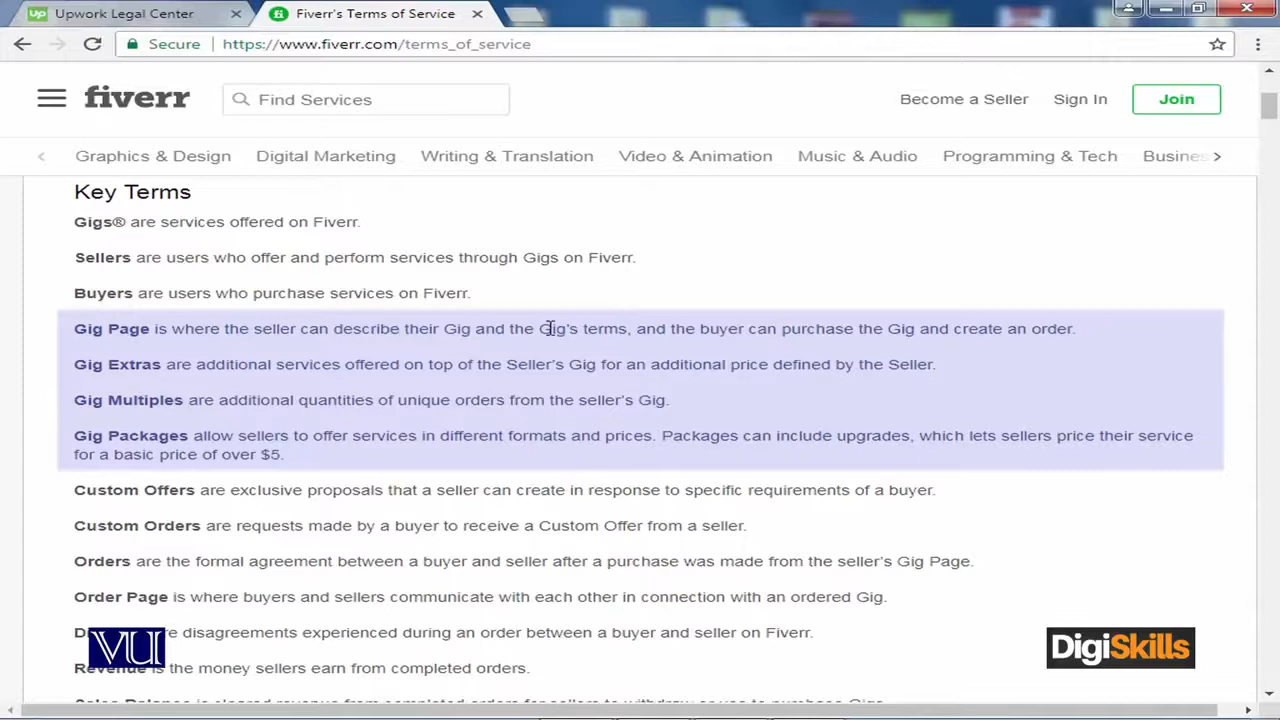 Upwork Legal Center
Fiverr's Terms of Service
Secure https://www.fiverr.com/terms_of_service
fiverr Find Services Become a Seller Sign In Join
Graphics & Design Digital Marketing Writing & Translation Video & Animation Music & Audio Programming & Tech Busines
Key Terms
Gigs® are services offered on Fiverr.
Sellers are users who offer and perform services through Gigs on Fiverr.
Buyers are users who purchase services on Fiverr.
Gig Page is where the seller can describe their Gig and the Gig's terms, and the buyer can purchase the Gig and create an order.
Gig Extras are additional services offered on top of the Seller's Gig for an additional price defined by the Seller.
Gig Multiples are additional quantities of unique orders from the seller's Gig.
Gig Packages allow sellers to offer services in different formats and prices. Packages can include upgrades, which lets sellers price their service
for a basic price of over $5.
Custom Offers are exclusive proposals that a seller can create in response to specific requirements of a buyer.
Custom Orders are requests made by a buyer to receive a Custom Offer from a seller.
Orders are the formal agreement between a buyer and seller after a purchase was made from the seller's Gig Page.
Order Page is where buyers and sellers communicate with each other in connection with an ordered Gig.
disagreements experienced during an order between a buyer and seller on Fiverr.
VU
DigiSkills
Revenue is the money sellers earn from completed orders.